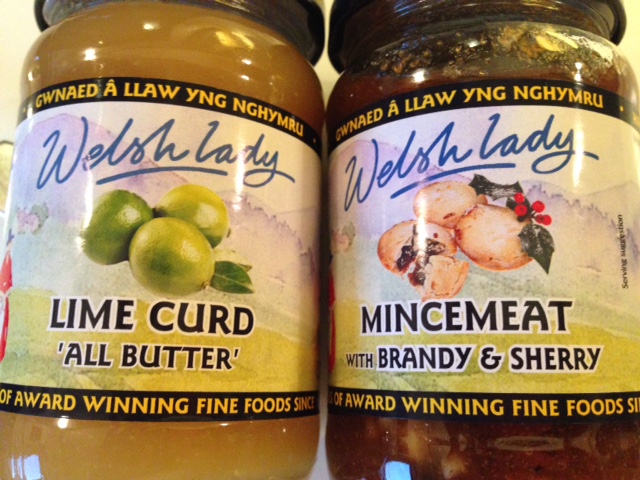 GWNAED Â LLAW YNG NGHYMRU
Welsh Lady
LIME CURD
'ALL BUTTER'
OF AWARD WINNING FINE FOODS SINCE
GWNAED Â LLAW YNG NGHYMRU
Welsh Lady
Serving suggestion
MINCEMEAT
WITH BRANDY & SHERRY
OF AWARD WINNING FINE FOODS